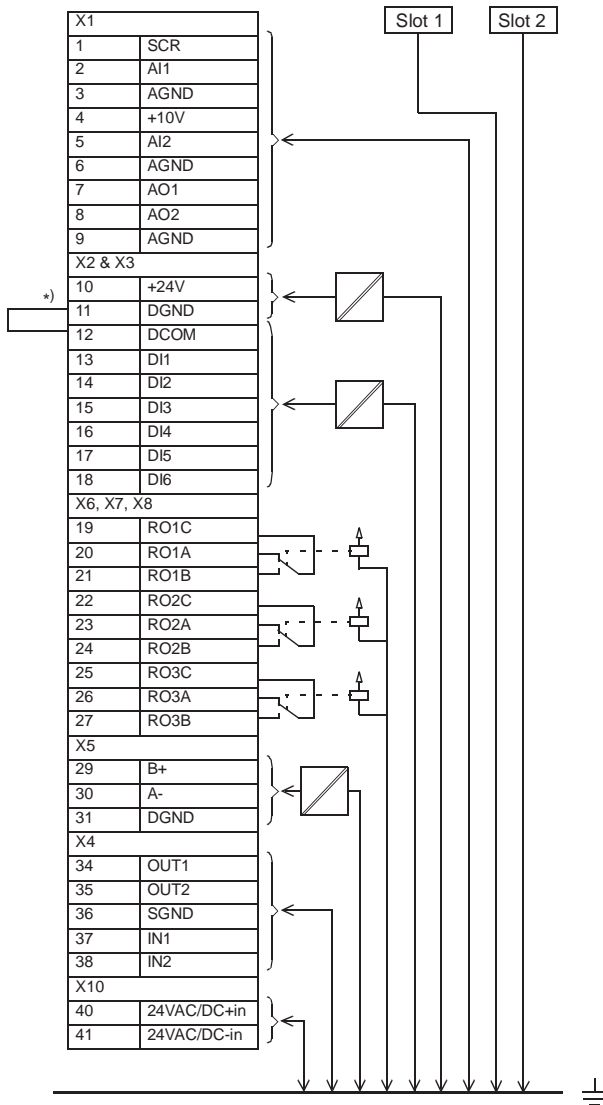 Slot 1 Slot 2
X1
1 SCR
2 AI1
3 AGND
4 +10V
5 AI2
6 AGND
7 AO1
8 AO2
9 AGND
X2 & X3
10 +24V
*)
11 DGND
12 DCOM
13 DI1
14 DI2
15 DI3
16 DI4
17 DI5
18 DI6
X6, X7, X8
19 RO1C
20 RO1A
21 RO1B
22 RO2C
23 RO2A
24 RO2B
25 RO3C
26 RO3A
27 RO3B
X5
29 B+
30 A-
31 DGND
X4
34 OUT1
35 OUT2
36 SGND
37 IN1
38 IN2
X10
40 24VAC/DC+in
41 24VAC/DC-in